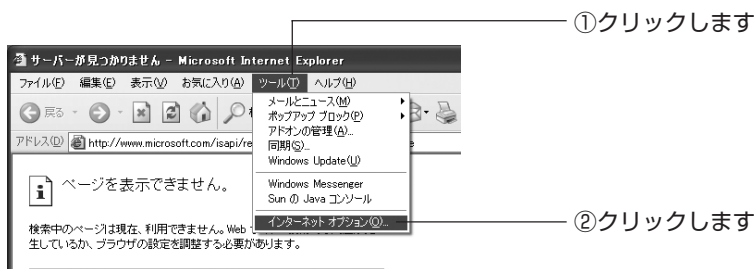 ①クリックします
サーバーが見つかりません - Microsoft Internet Explorer
ファイル(F) 編集(E) 表示(V) お気に入り(A) ツール(T) ヘルプ(H)
戻る
メールとニュース(M)
ポップアップ ブロック(P)
アドオンの管理(A)...
同期(S)...
Windows Update(U)
Windows Messenger
Sun の Java コンソール
インターネット オプション(O)...
アドレス(D) http://www.microsoft.com/isapi/re
ページを表示できません。
検索中のページは現在、利用できません。Web
生しているか、ブラウザの設定を調整する必要があります。
②クリックします